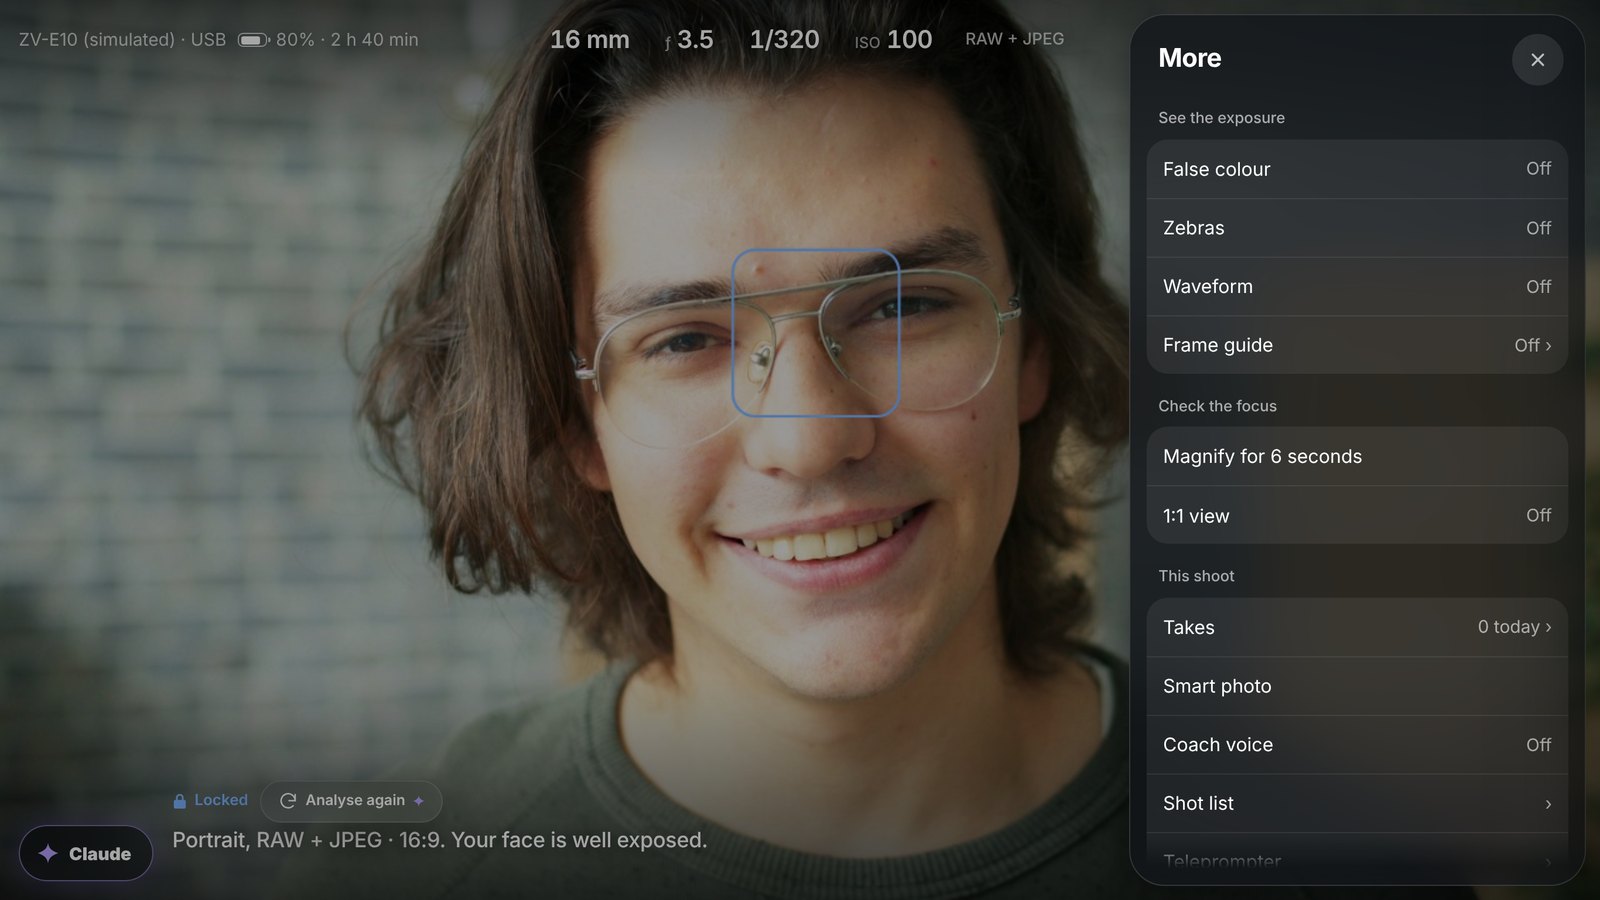 ZV-E10 (simulated) · USB 80% · 2 h 40 min
16 mm ƒ 3.5 1/320 ISO 100 RAW + JPEG
More
See the exposure
False colour Off
Zebras Off
Waveform Off
Frame guide Off ›
Check the focus
Magnify for 6 seconds
1:1 view Off
This shoot
Takes 0 today ›
Smart photo
Coach voice Off
Shot list ›
Teleprompter ›
Locked Analyse again
Portrait, RAW + JPEG · 16:9. Your face is well exposed.
Claude